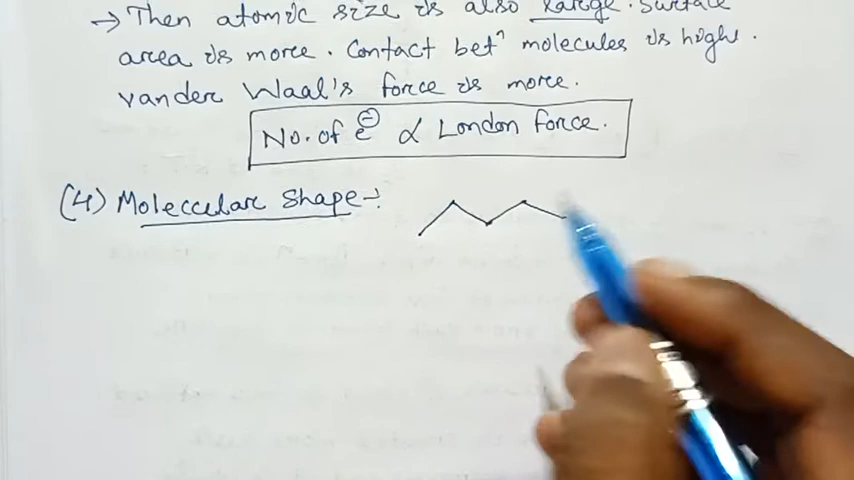 → Then atomic size is also large. Surface
area is more. Contact betⁿ molecules is high.
vander Waal's force is more.
No. of e⊖ ∝ London force.
(4) Moleccular Shape-: